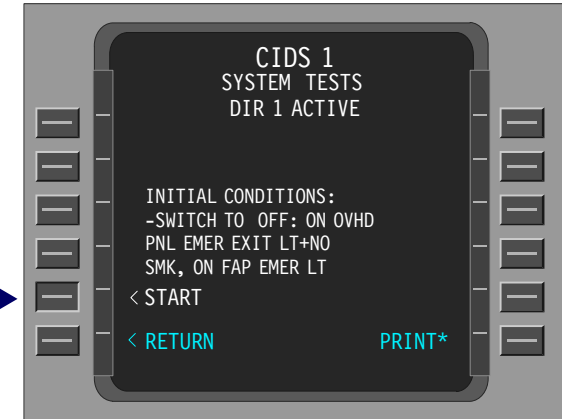 CIDS 1
SYSTEM TESTS
DIR 1 ACTIVE
INITIAL CONDITIONS:
-SWITCH TO OFF: ON OVHD
PNL EMER EXIT LT+NO
SMK, ON FAP EMER LT
< START
< RETURN PRINT*